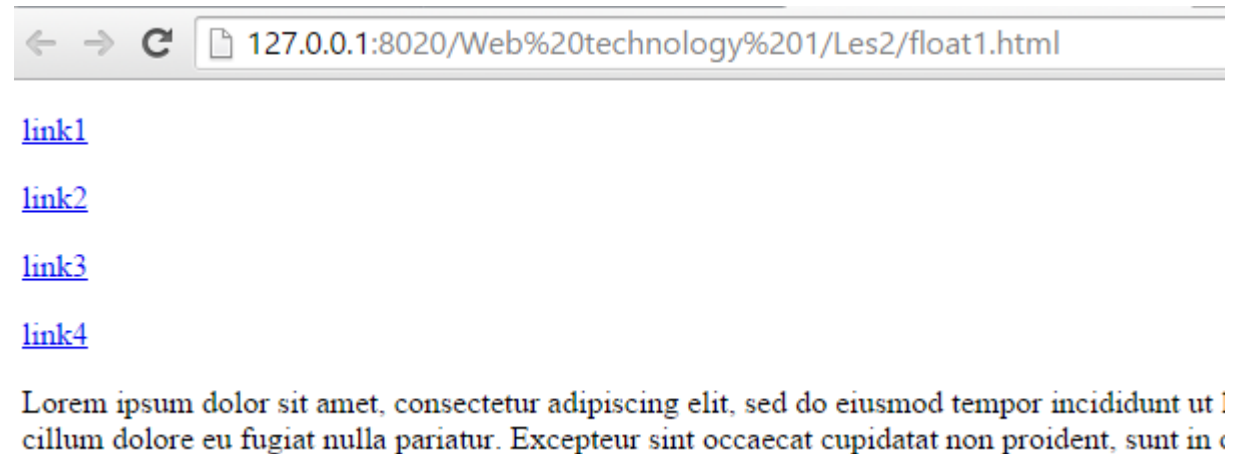 127.0.0.1:8020/Web%20technology%201/Les2/float1.html
link1
link2
link3
link4
Lorem ipsum dolor sit amet, consectetur adipiscing elit, sed do eiusmod tempor incididunt ut
cillum dolore eu fugiat nulla pariatur. Excepteur sint occaecat cupidatat non proident, sunt in